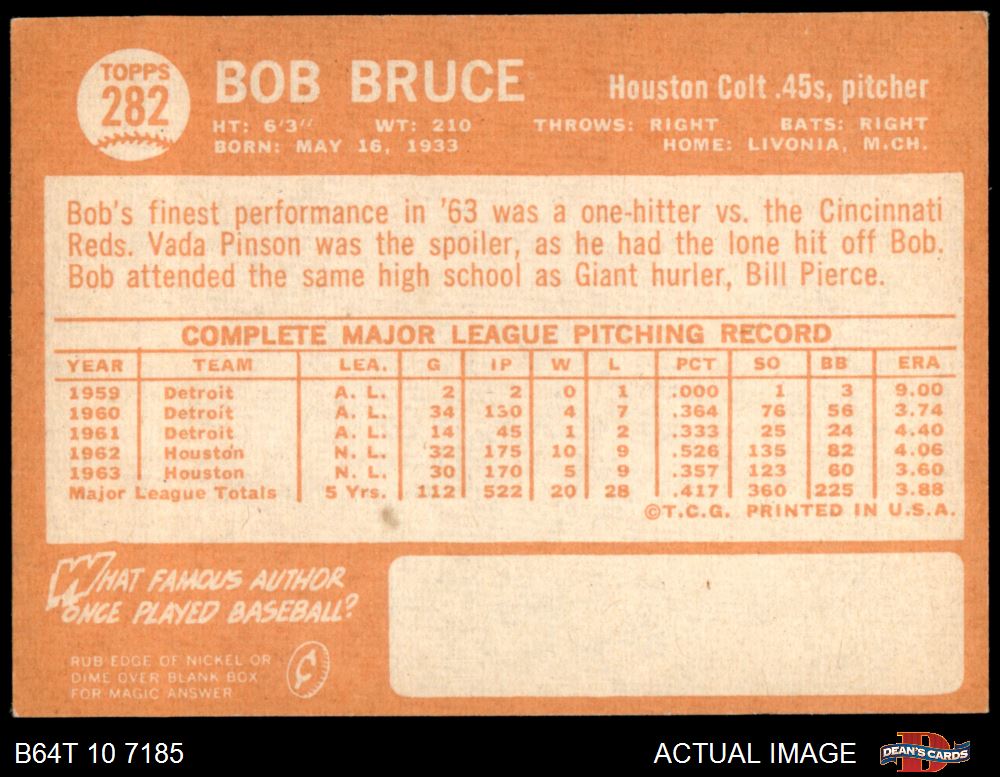 TOPPS
282
BOB BRUCE
Houston Colt .45s, pitcher
HT: 6'3" WT: 210 THROWS: RIGHT BATS: RIGHT
BORN: MAY 16, 1933 HOME: LIVONIA, M.CH.
Bob's finest performance in '63 was a one-hitter vs. the Cincinnati
Reds. Vada Pinson was the spoiler, as he had the lone hit off Bob.
Bob attended the same high school as Giant hurler, Bill Pierce.
COMPLETE MAJOR LEAGUE PITCHING RECORD
YEAR TEAM LEA. G IP W L PCT SO BB ERA
1959 Detroit A. L. 2 2 0 1 .000 1 3 9.00
1960 Detroit A. L. 34 130 4 7 .364 76 56 3.74
1961 Detroit A. L. 14 45 1 2 .333 25 24 4.40
1962 Houston N. L. 32 175 10 9 .526 135 82 4.06
1963 Houston N. L. 30 170 5 9 .357 123 60 3.60
Major League Totals 5 Yrs. 112 522 20 28 .417 360 225 3.88
©T.C.G. PRINTED IN U.S.A.
WHAT FAMOUS AUTHOR
ONCE PLAYED BASEBALL?
RUB EDGE OF NICKEL OR
DIME OVER BLANK BOX
FOR MAGIC ANSWER
B64T 10 7185
ACTUAL IMAGE
DEAN'S CARDS